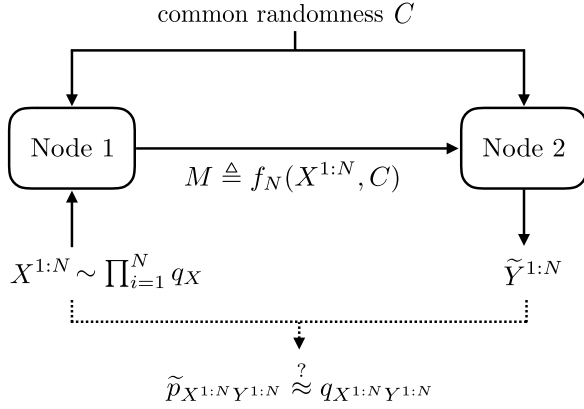 common randomness C
Node 1
Node 2
M ≜ f_N(X^{1:N}, C)
X^{1:N} ∼ ∏_{i=1}^{N} q_X
Ỹ^{1:N}
p̃_{X^{1:N}Y^{1:N}} ≈^{?} q_{X^{1:N}Y^{1:N}}